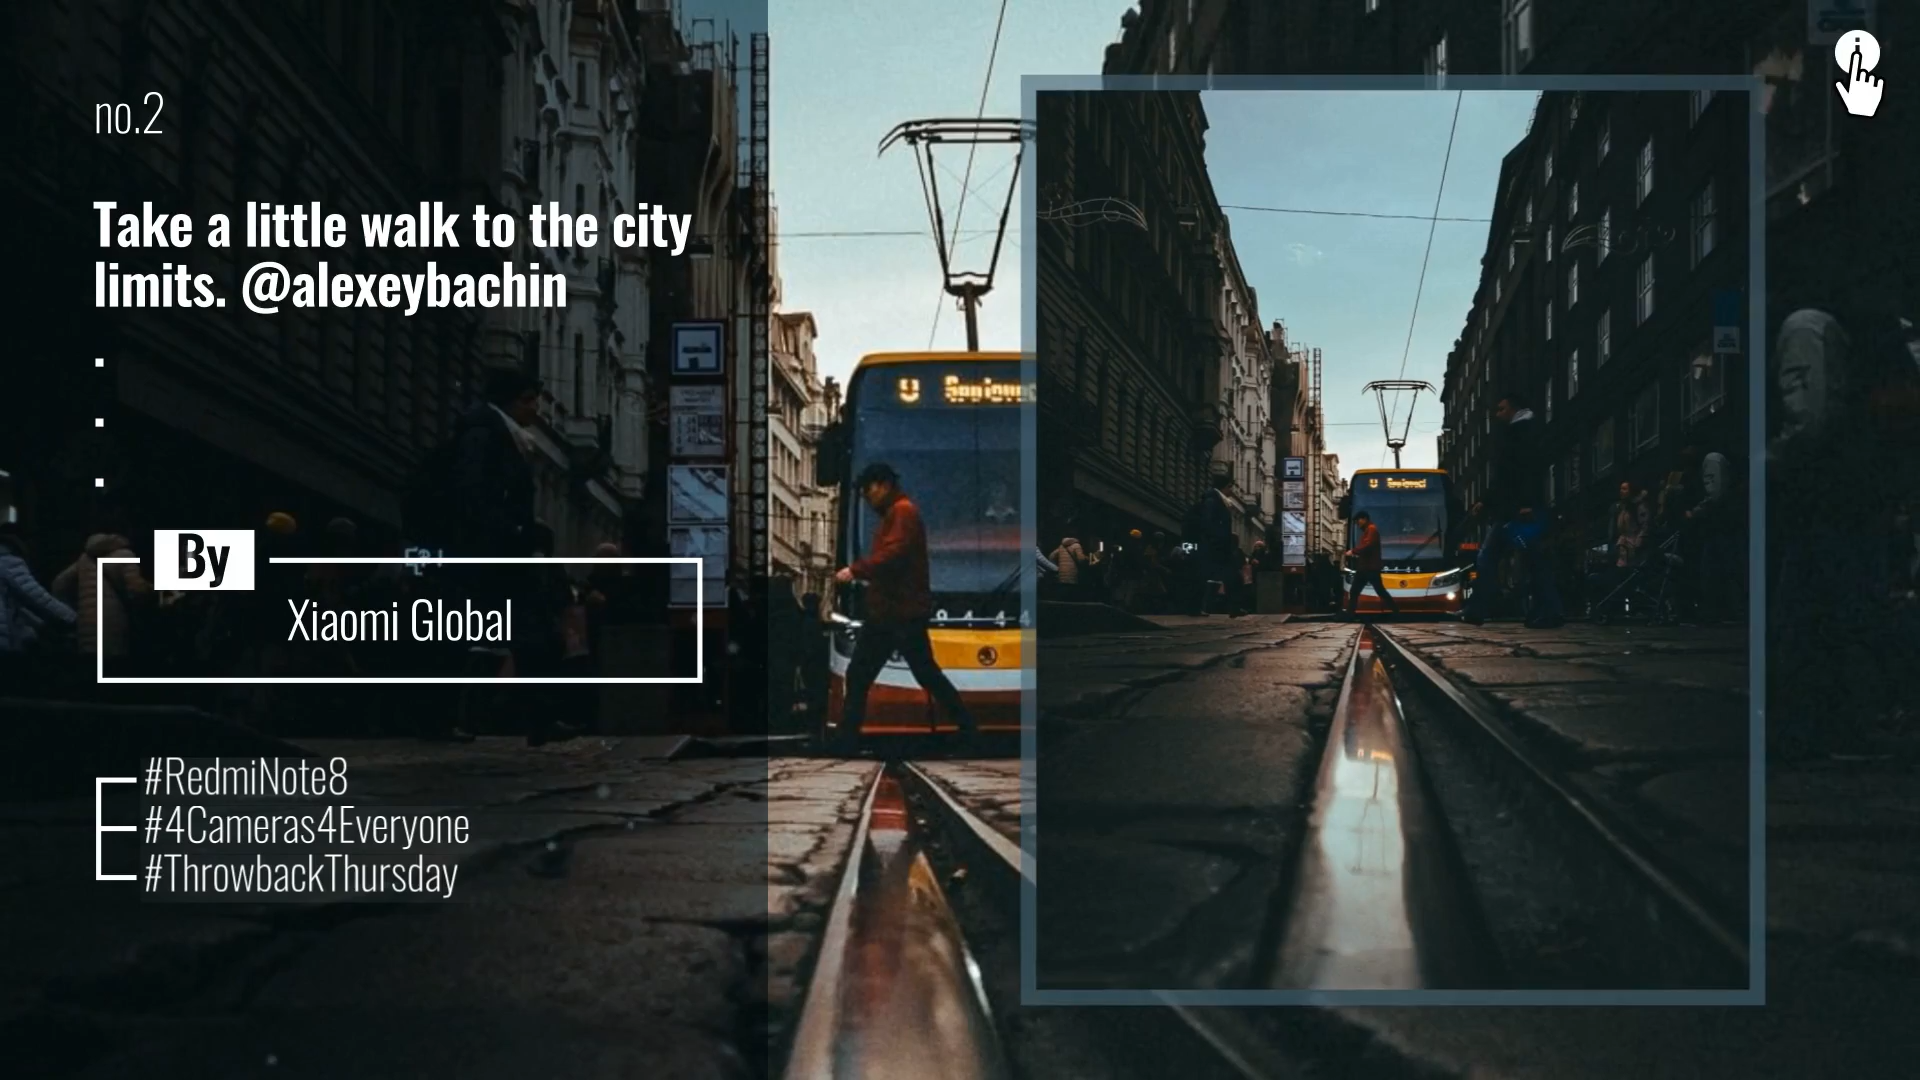 no.2
Take a little walk to the city
limits. @alexeybachin
.
.
.
By
Xiaomi Global
#RedmiNote8
#4Cameras4Everyone
#ThrowbackThursday